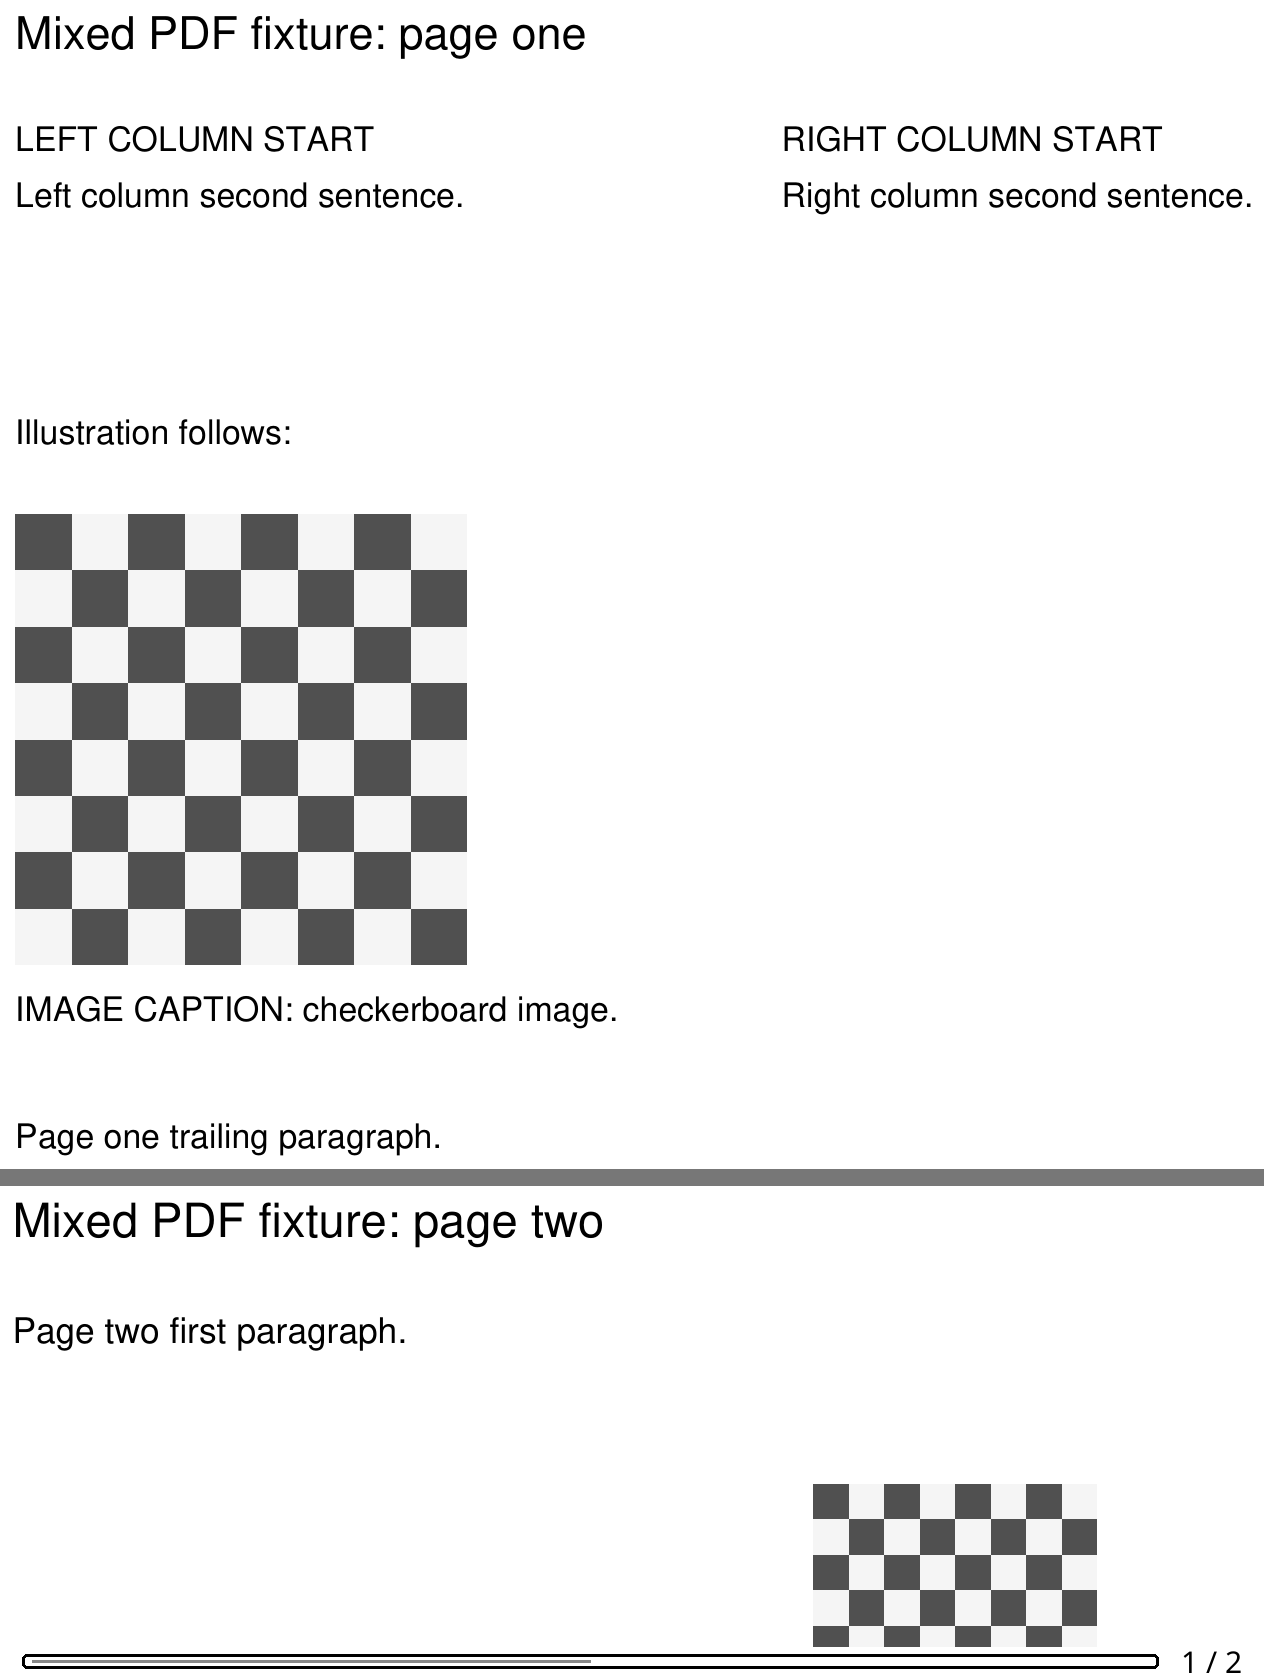 Mixed PDF fixture: page one
LEFT COLUMN START
Left column second sentence.
RIGHT COLUMN START
Right column second sentence.
Illustration follows:
IMAGE CAPTION: checkerboard image.
Page one trailing paragraph.
Mixed PDF fixture: page two
Page two first paragraph.
1 / 2